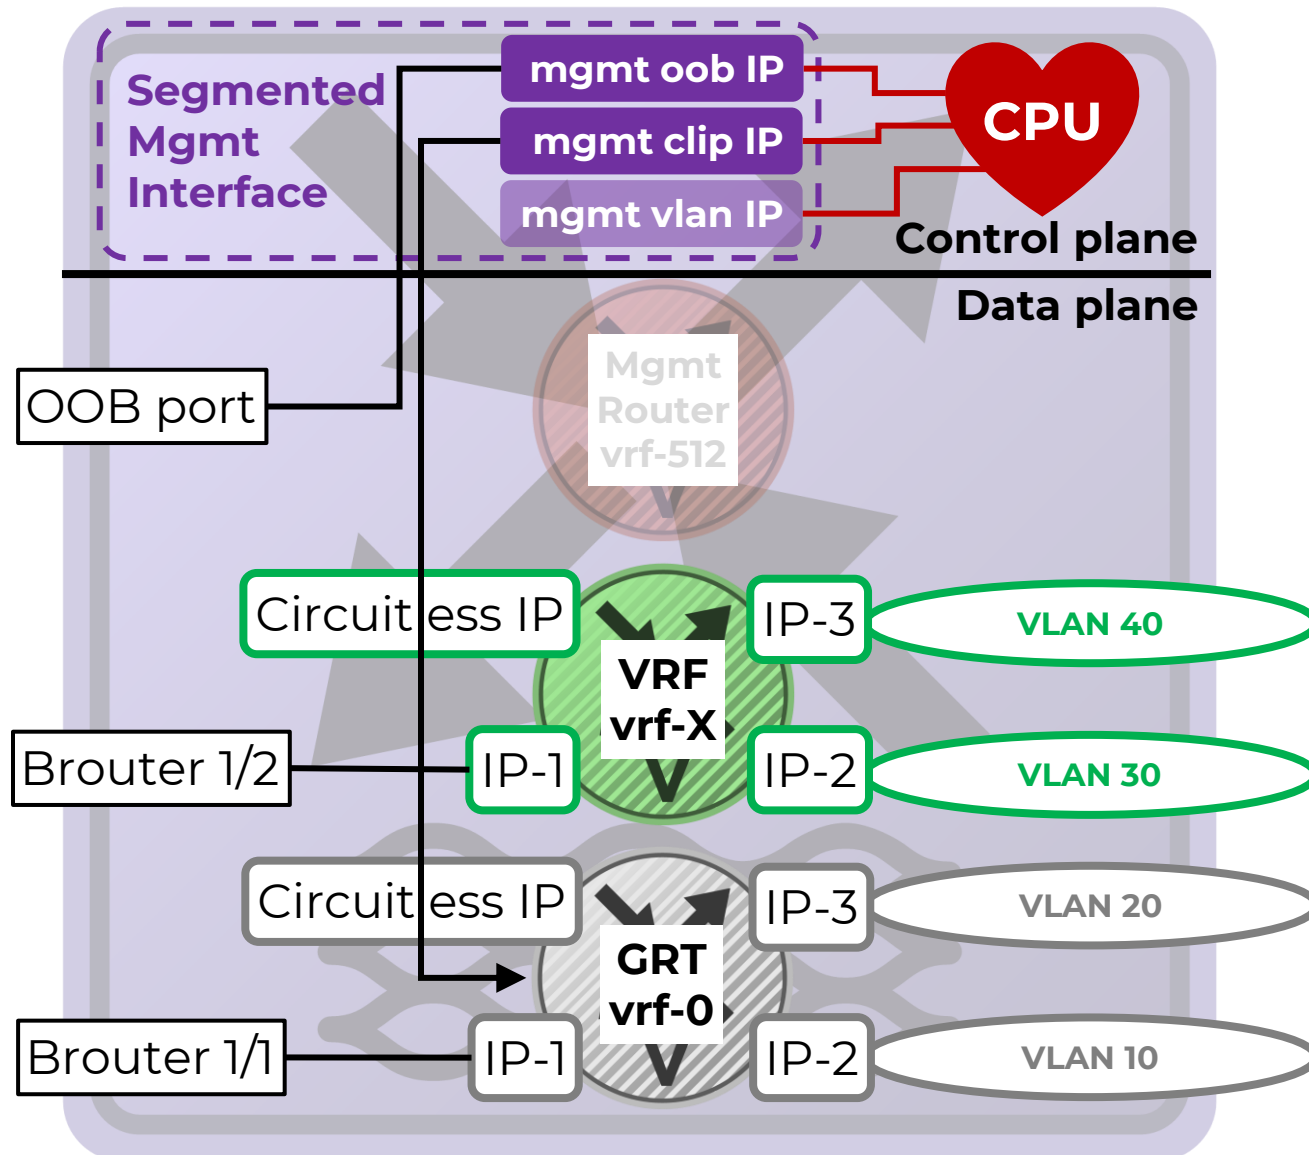 Segmented
Mgmt
Interface
mgmt oob IP
mgmt clip IP
mgmt vlan IP
CPU
Control plane
Data plane
Mgmt
Router
vrf-512
OOB port
Circuitless IP
IP-3
VLAN 40
VRF
vrf-X
Brouter 1/2
IP-1
IP-2
VLAN 30
Circuitless IP
IP-3
VLAN 20
GRT
vrf-0
Brouter 1/1
IP-1
IP-2
VLAN 10